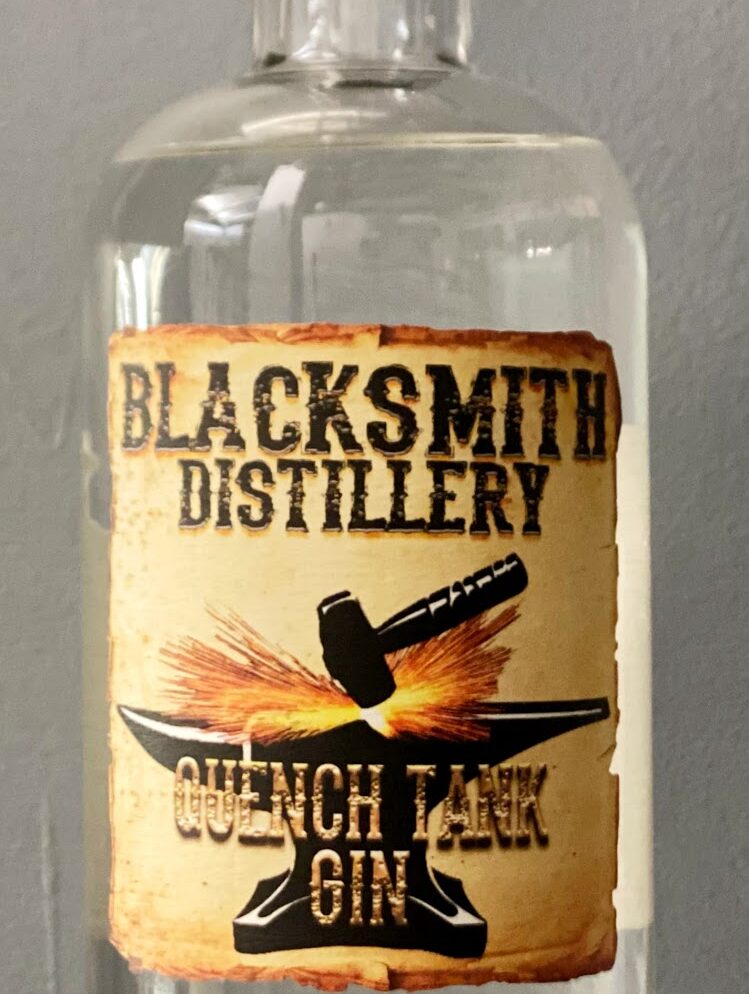 BLACKSMITH
DISTILLERY
QUENCH TANK
GIN